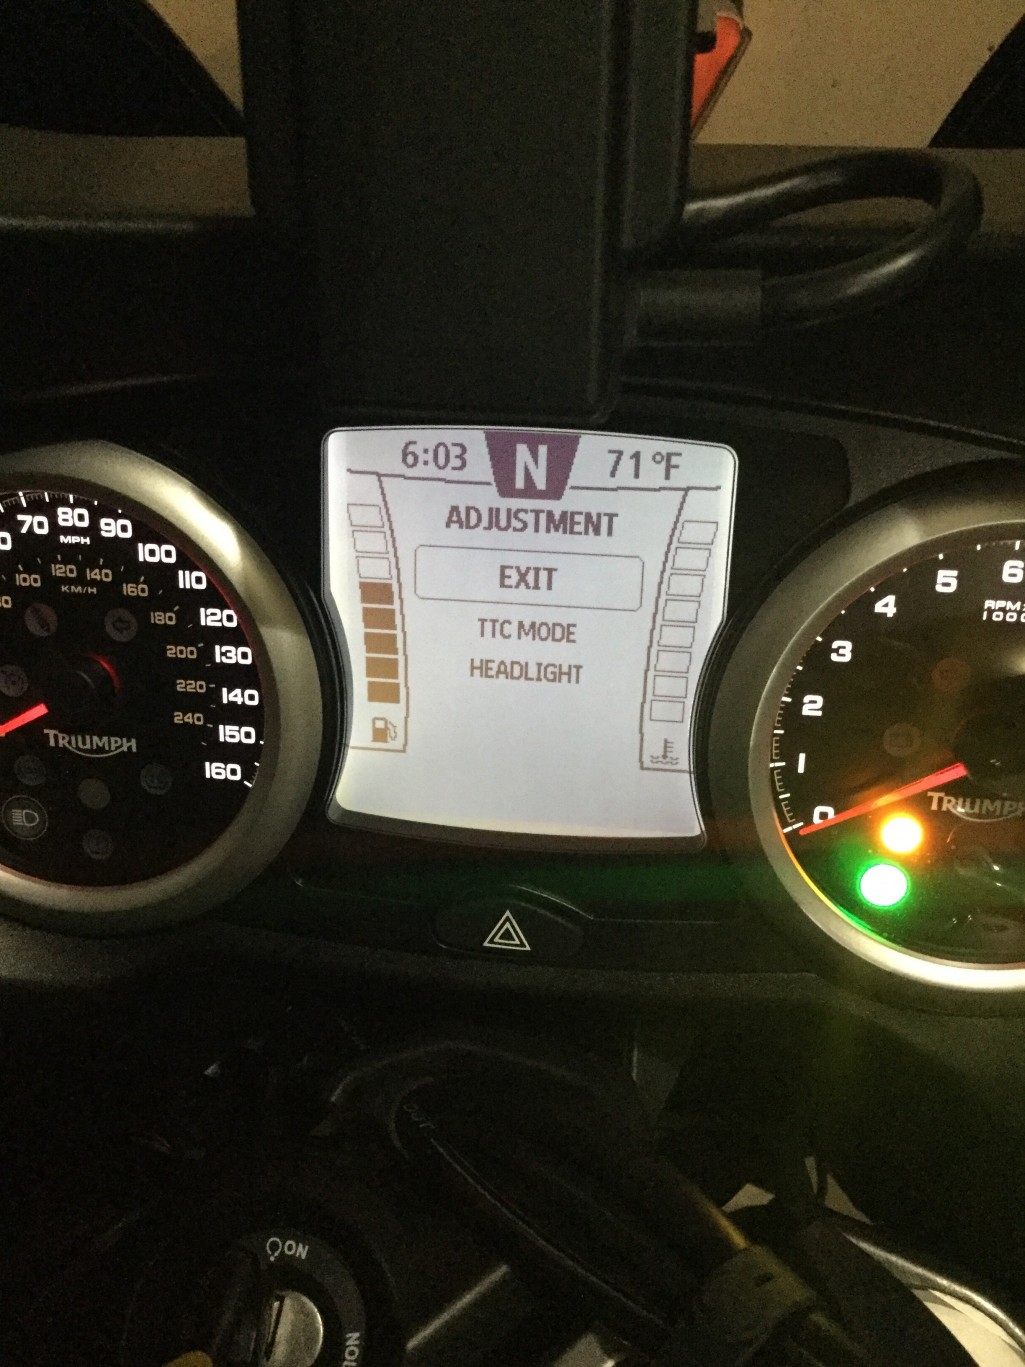 6:03 N 71 °F
ADJUSTMENT
EXIT
TTC MODE
HEADLIGHT
70 80 90 100 110 120 130 140 150 160
MPH
100 120 140 160 180 200 220 240
KM/H
TRIUMPH
0 1 2 3 4 5 6
TRIUMPH
ON